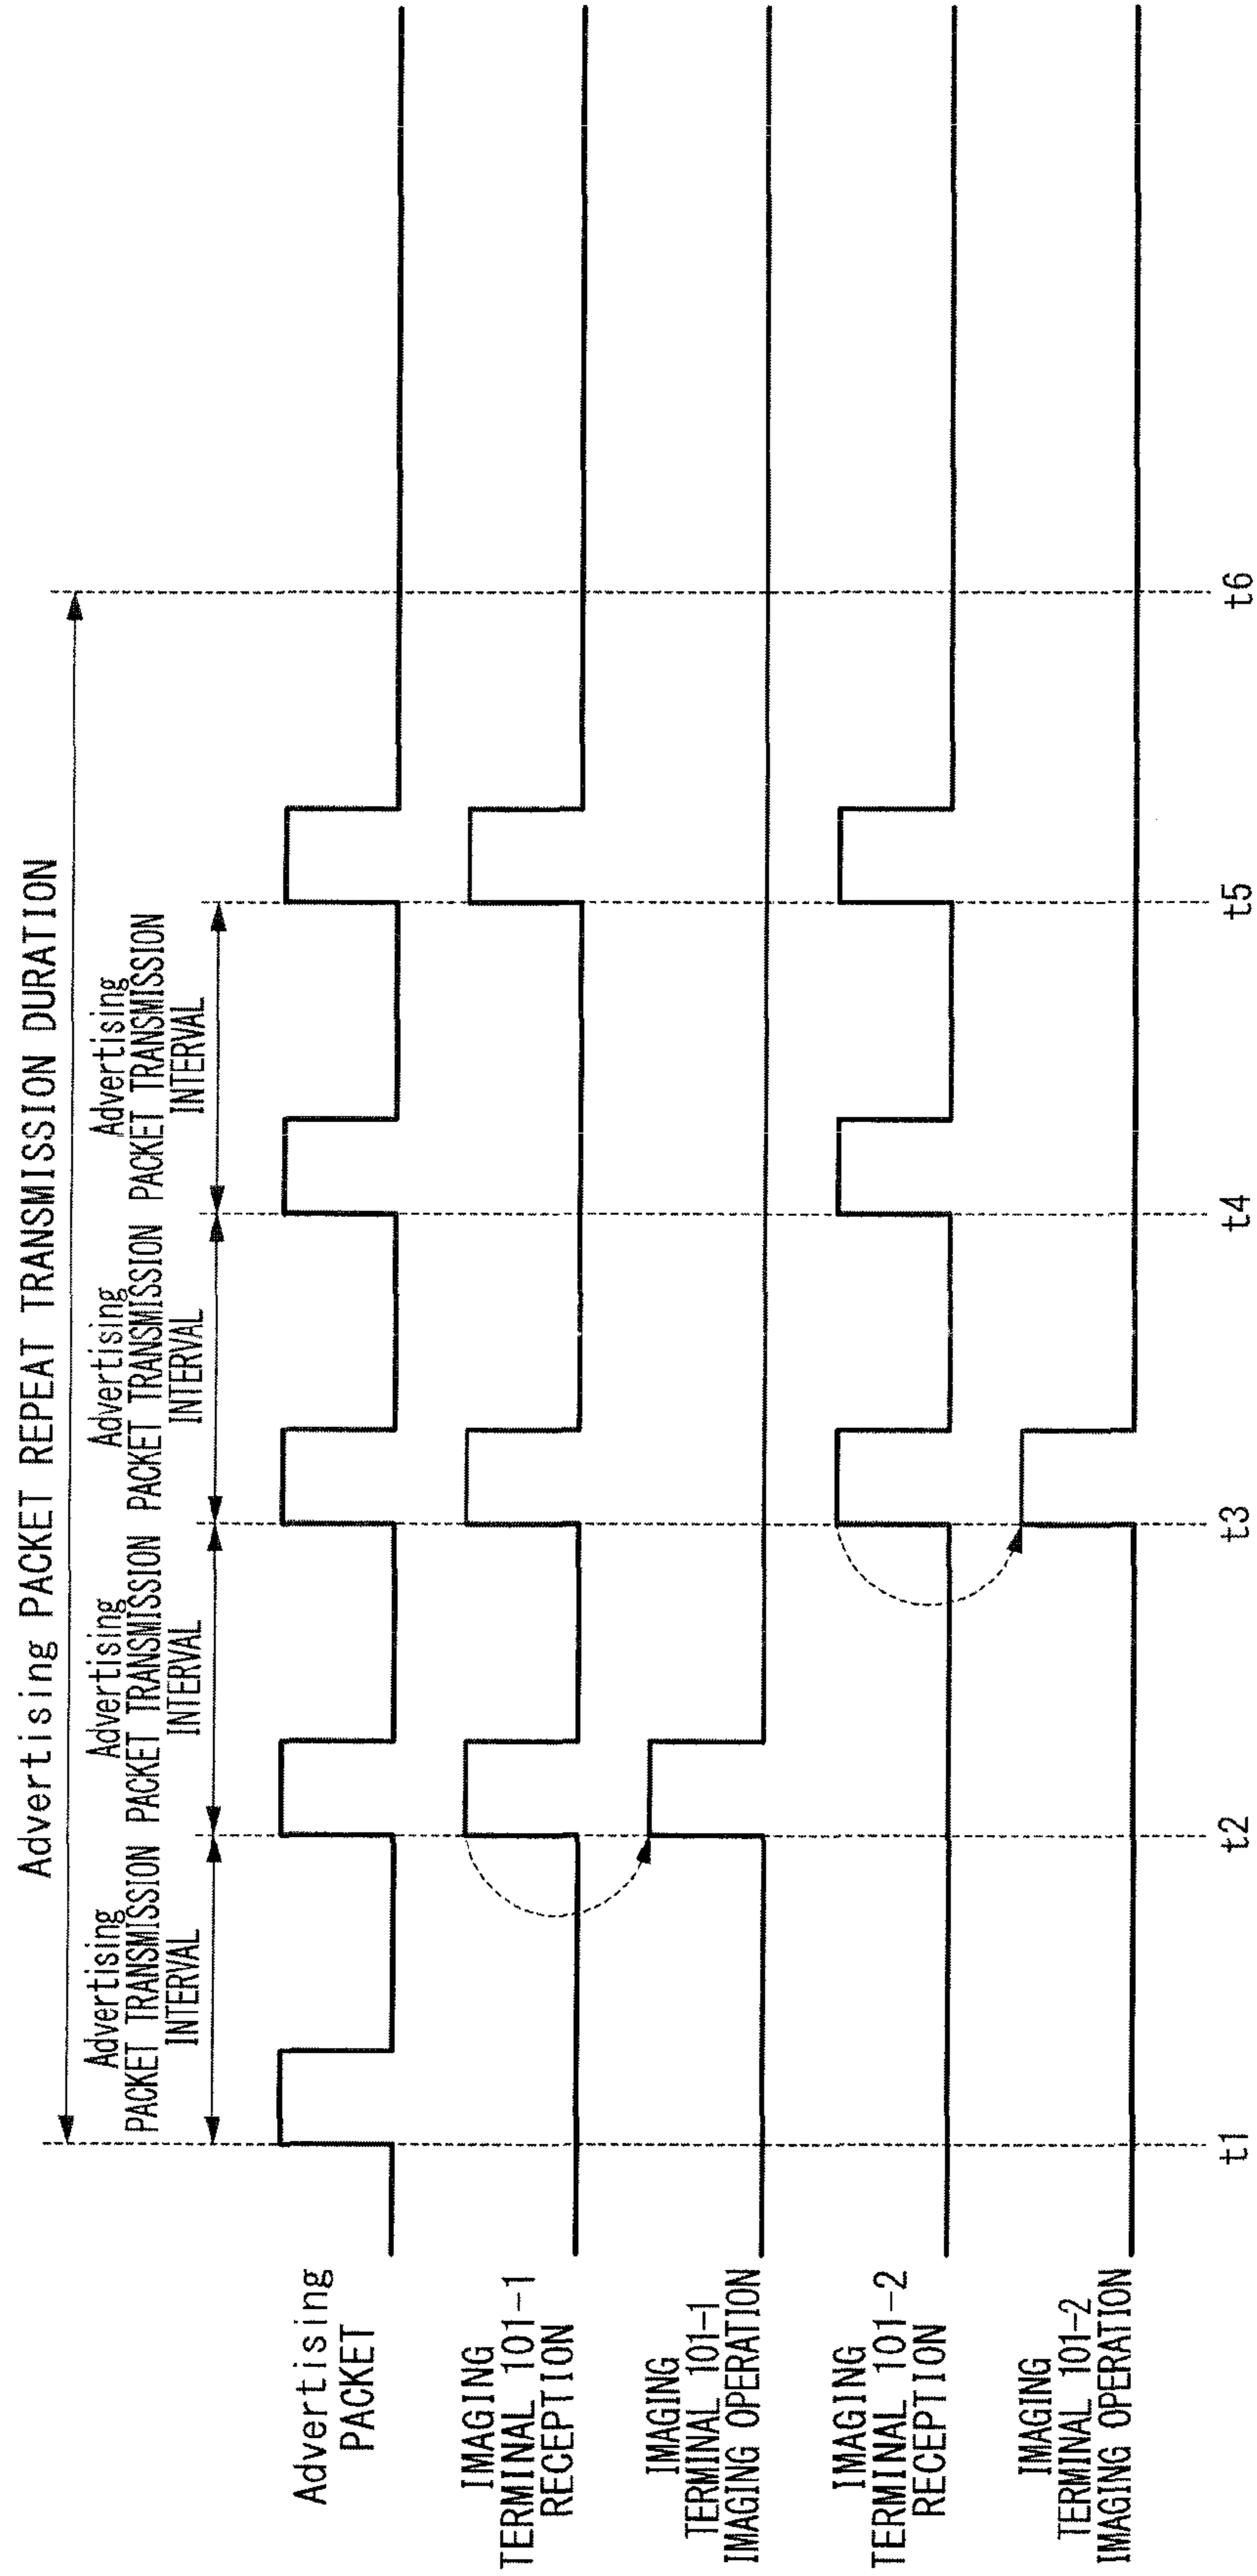 Advertising PACKET REPEAT TRANSMISSION DURATION
Advertising
PACKET TRANSMISSION
INTERVAL
Advertising
PACKET TRANSMISSION
INTERVAL
Advertising
PACKET TRANSMISSION
INTERVAL
Advertising
PACKET TRANSMISSION
INTERVAL
Advertising
PACKET
IMAGING
TERMINAL 101-1
RECEPTION
IMAGING
TERMINAL 101-1
IMAGING OPERATION
IMAGING
TERMINAL 101-2
RECEPTION
IMAGING
TERMINAL 101-2
IMAGING OPERATION
t1
t2
t3
t4
t5
t6